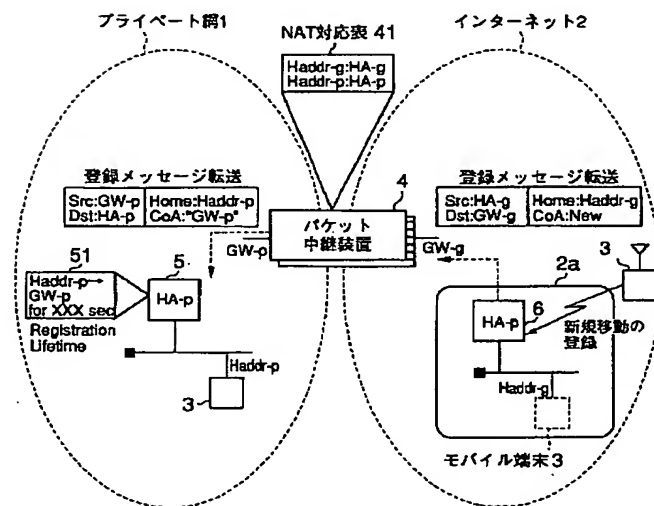 プライベート網1
インターネット2
NAT対応表 41
Haddr-g:HA-g
Haddr-p:HA-p
登録メッセージ転送
Src:GW-p
Dst:HA-p
Home:Haddr-p
CoA:"GW-p"
登録メッセージ転送
Src:HA-g
Dst:GW-g
Home:Haddr-g
CoA:New
4
パケット
中継装置
GW-p
GW-g
51
Haddr-p→
GW-p
for XXX sec
Registration
Lifetime
5
HA-p
Haddr-p
3
2a
3
HA-p
6
新規移動の
登録
Haddr-g
モバイル端末3